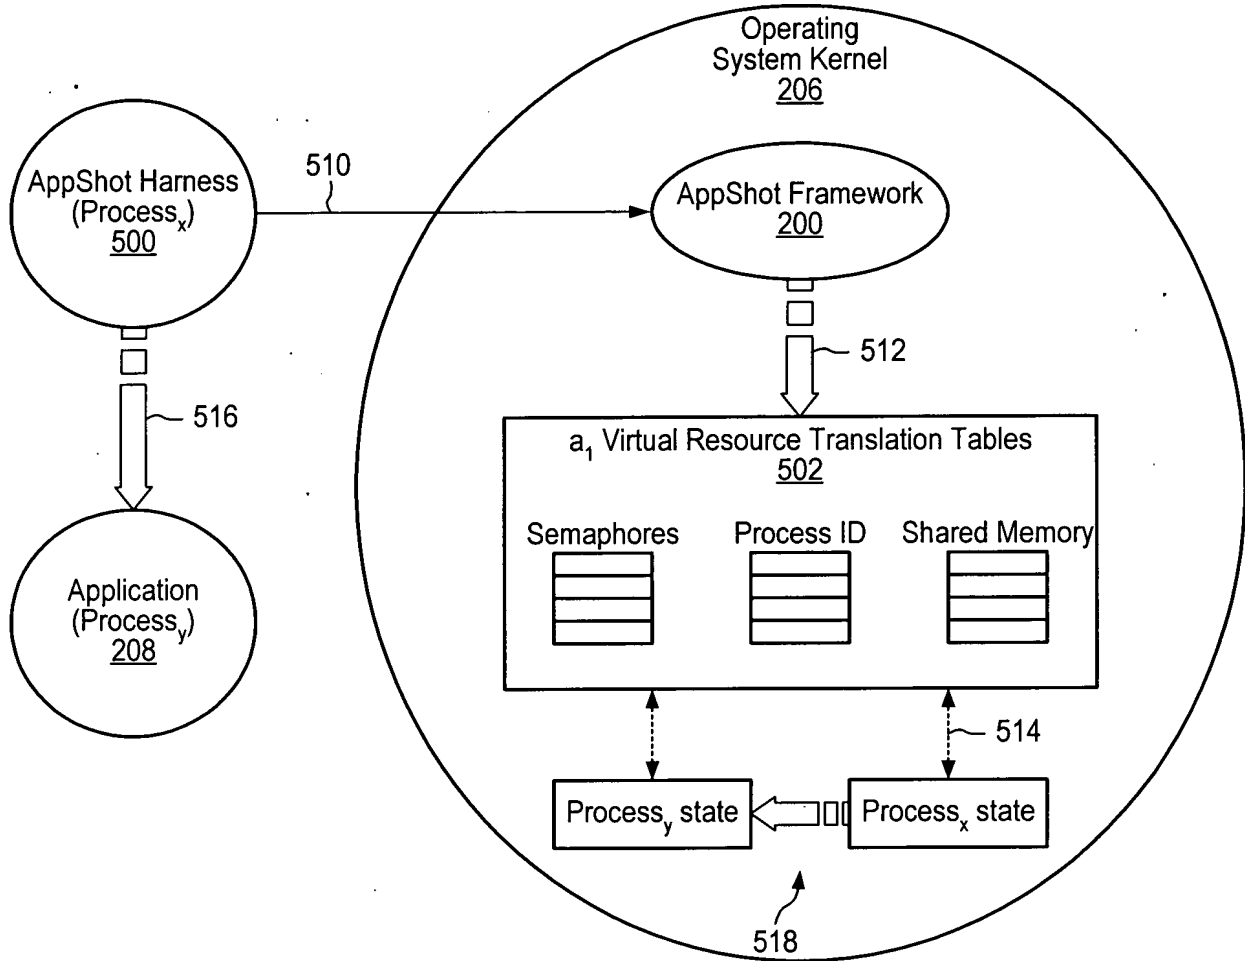 Operating
System Kernel
206
AppShot Harness
(Processx)
500
510
AppShot Framework
200
512
516
a1 Virtual Resource Translation Tables
502
Semaphores
Process ID
Shared Memory
Application
(Processy)
208
514
Processy state
Processx state
518